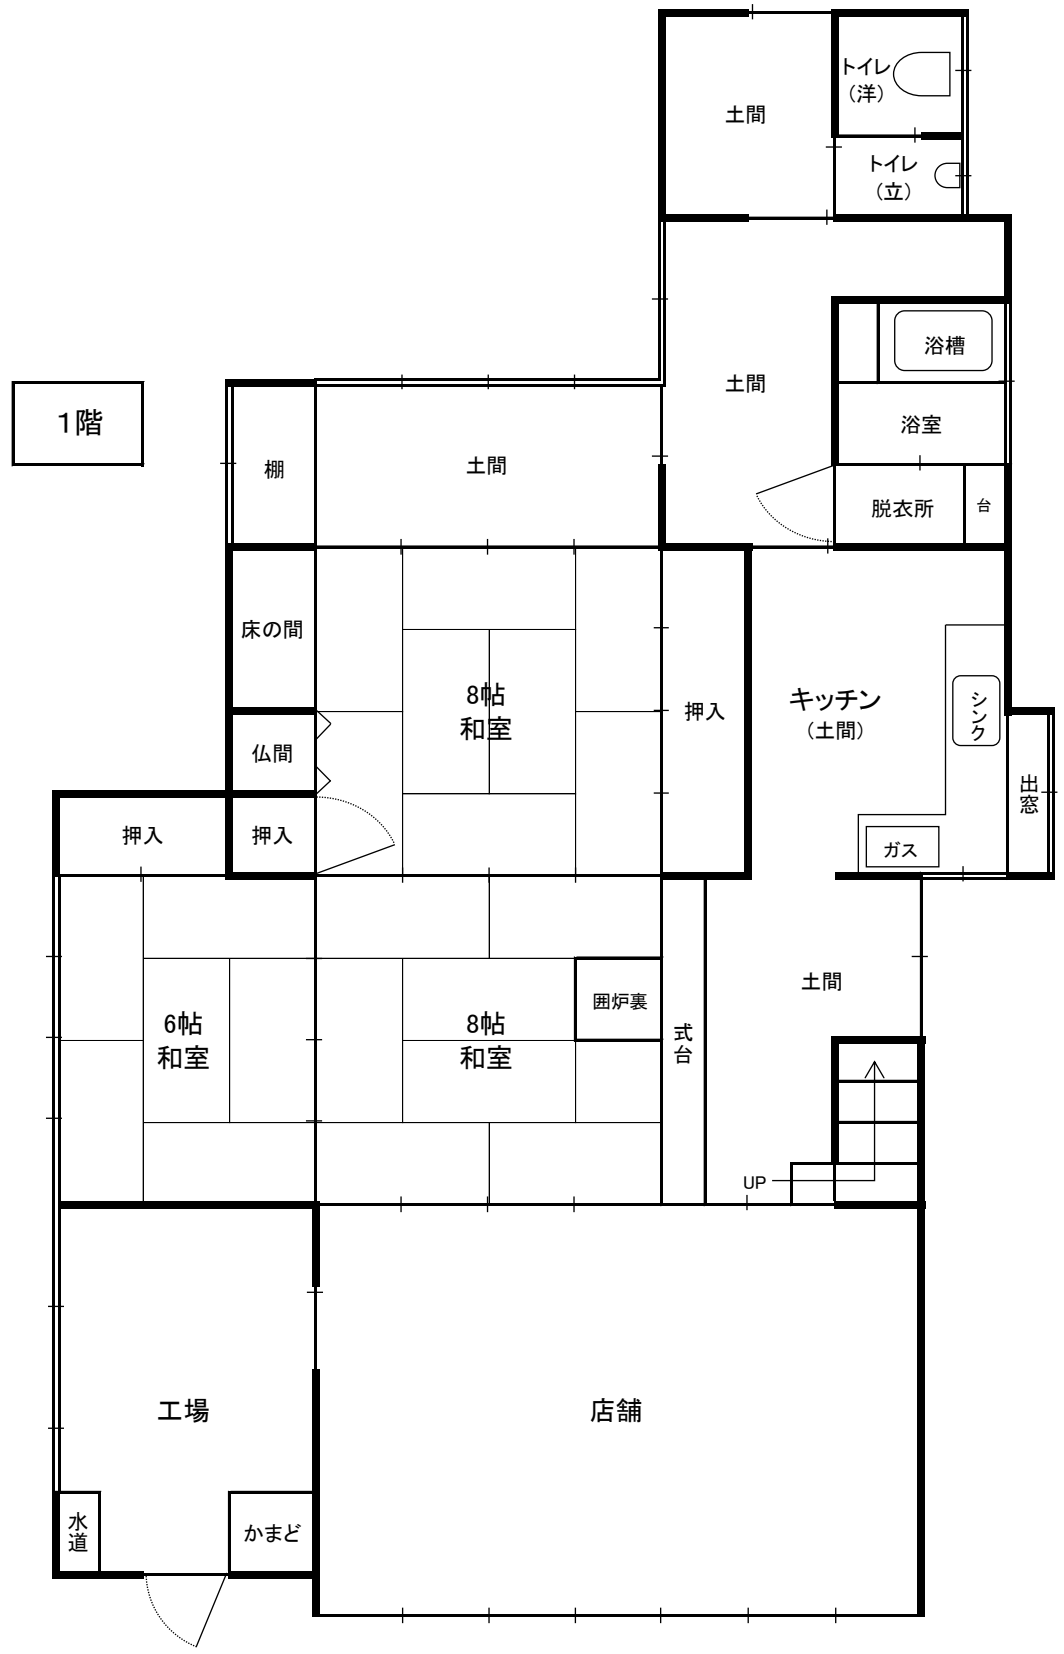 トイレ
（洋）
土間
トイレ
（立）
浴槽
土間
1階
浴室
棚
土間
脱衣所
台
床の間
8帖
和室
押入
キッチン
（土間）
シンク
仏間
出窓
押入
押入
ガス
土間
囲炉裏
6帖
和室
8帖
和室
式台
UP
工場
店舗
水道
かまど